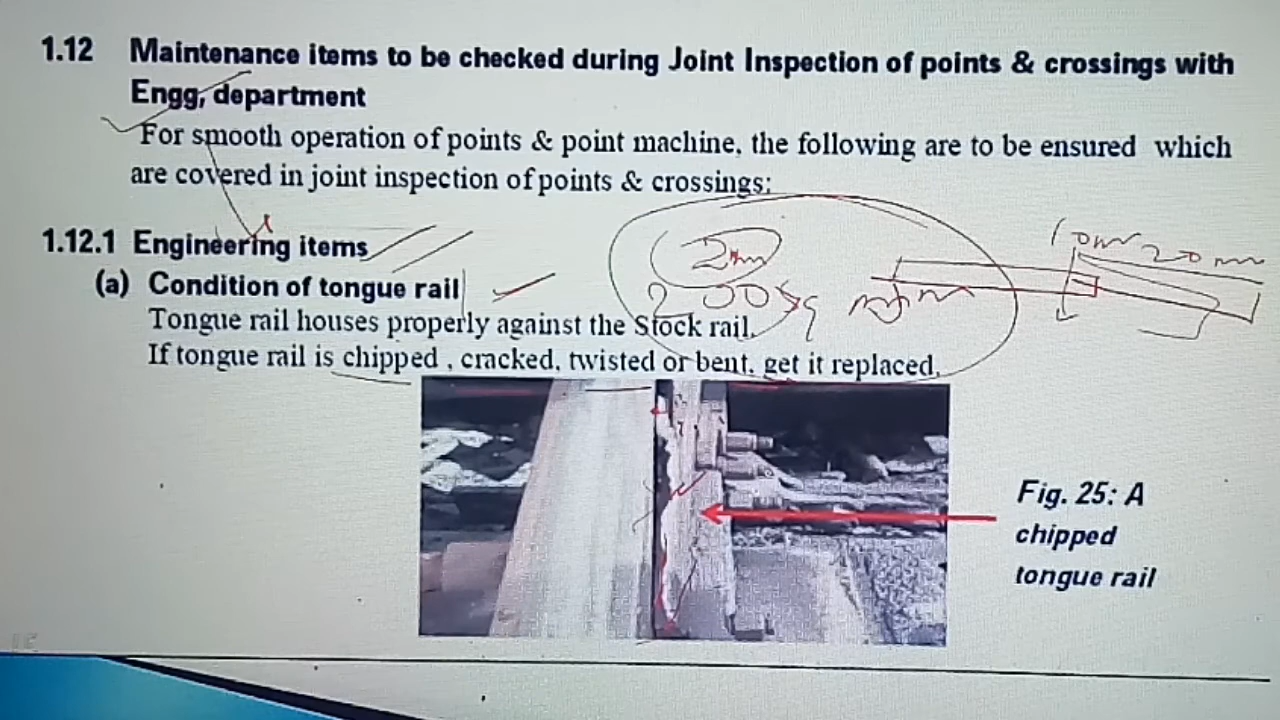 1.12 Maintenance items to be checked during Joint Inspection of points & crossings with
Engg, department
For smooth operation of points & point machine, the following are to be ensured which
are covered in joint inspection of points & crossings:
1.12.1 Engineering items
(a) Condition of tongue rail
Tongue rail houses properly against the Stock rail.
If tongue rail is chipped , cracked, twisted or bent, get it replaced.
Fig. 25: A
chipped
tongue rail